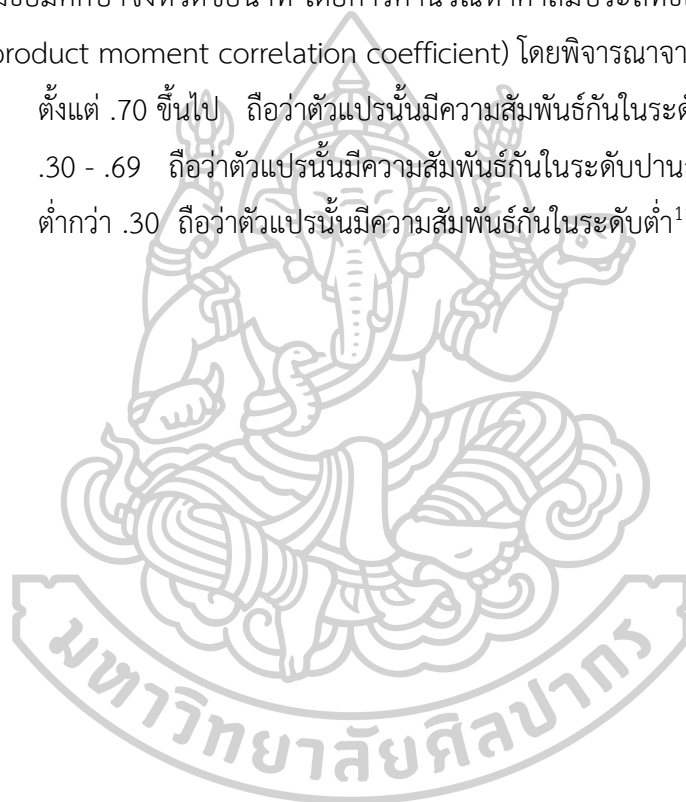 product moment correlation coefficient) โดยพิจารณาจา
ตั้งแต่ .70 ขึ้นไป ถือว่าตัวแปรนั้นมีความสัมพันธ์กันในระดั
.30 - .69 ถือว่าตัวแปรนั้นมีความสัมพันธ์กันในระดับปาน
ต่ำกว่า .30 ถือว่าตัวแปรนั้นมีความสัมพันธ์กันในระดับต่ำ1
มหาวิทยาลัยศิลปากร